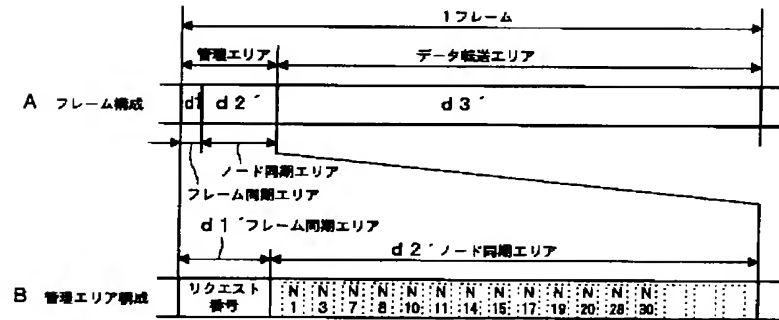 1フレーム
管理エリア
データ転送エリア
A フレーム構成
d1´
d2´
d3´
ノード同期エリア
フレーム同期エリア
d1´フレーム同期エリア
d2´ノード同期エリア
B 管理エリア構成
リクエスト
番号
N N N N N N N N N N N N N
1 3 7 8 10 11 14 15 17 19 20 28 30